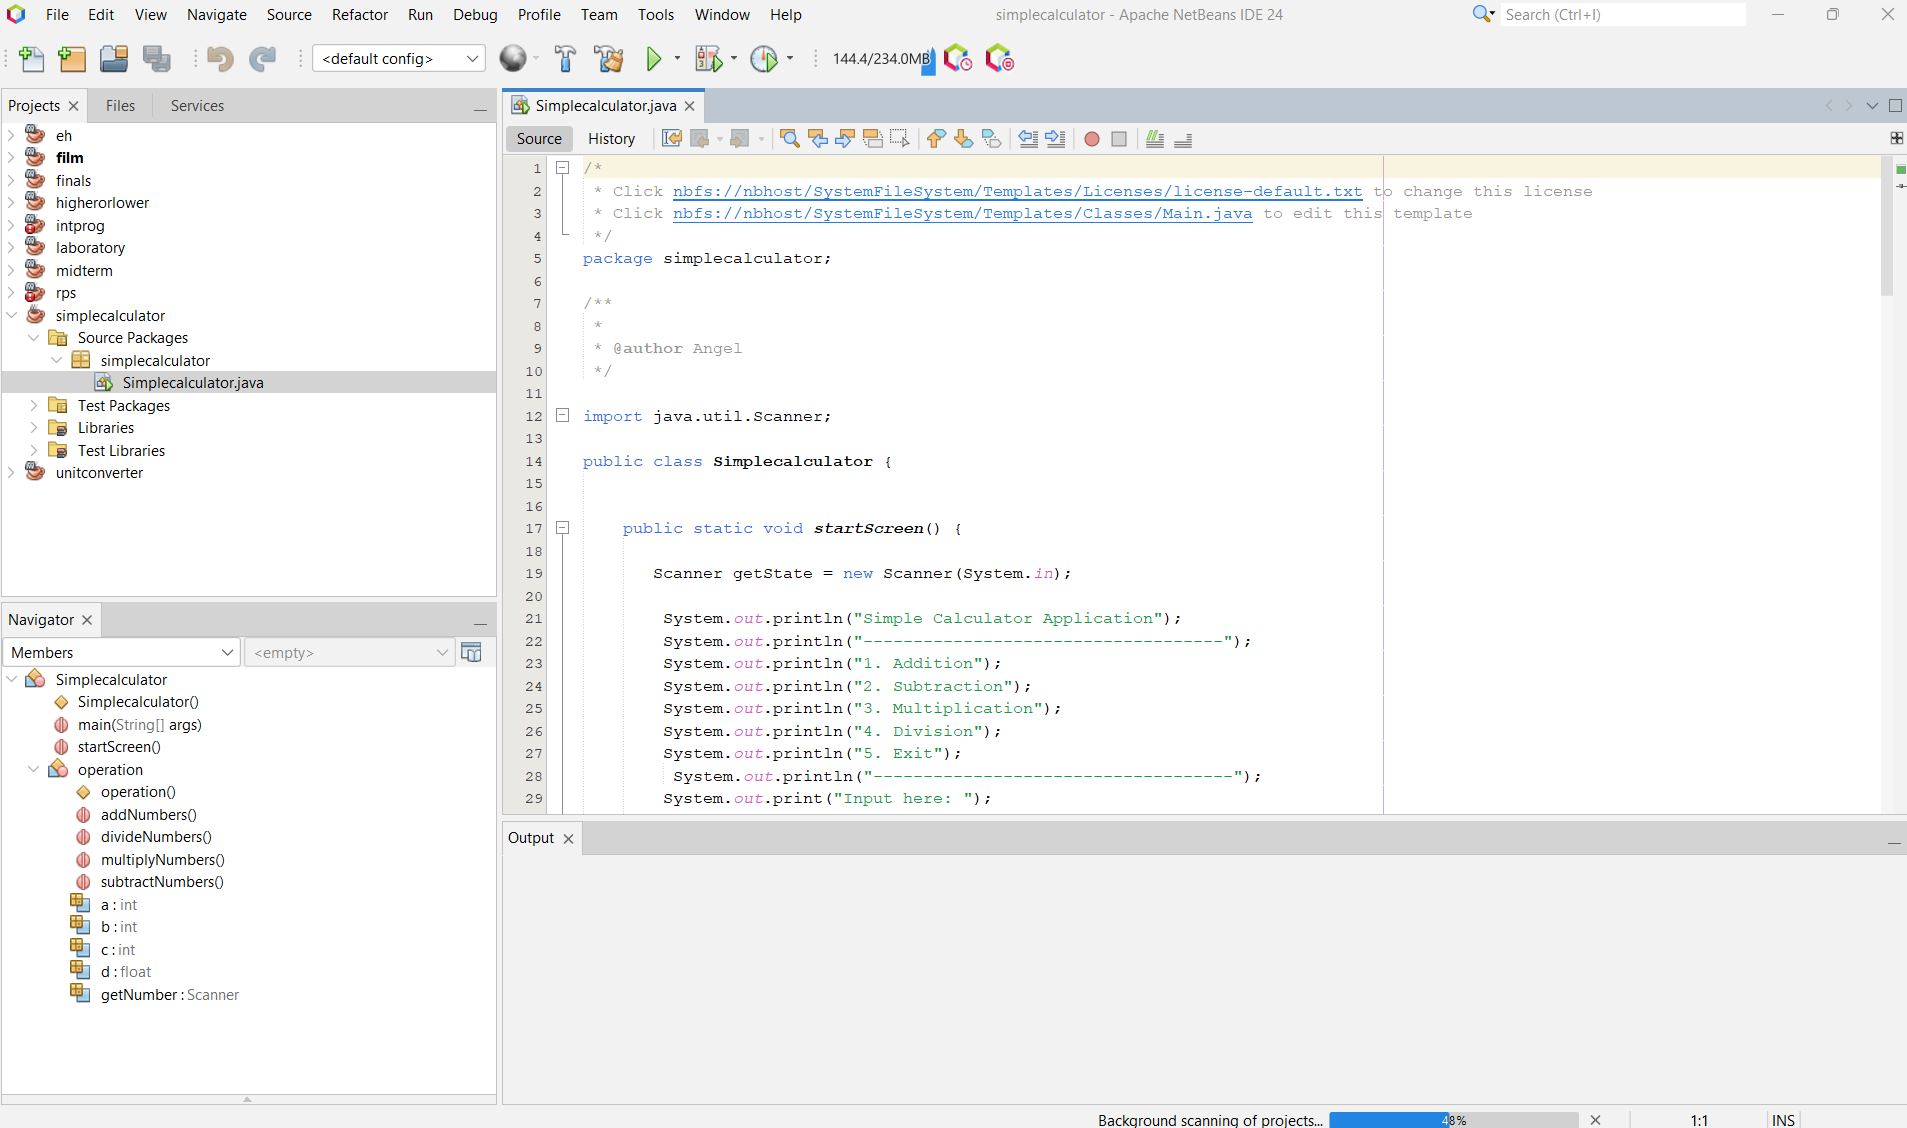 File Edit View Navigate Source Refactor Run Debug Profile Team Tools Window Help
simplecalculator - Apache NetBeans IDE 24
Search (Ctrl+I)
<default config>
144.4/234.0MB
Projects Files Services
eh
film
finals
higherorlower
intprog
laboratory
midterm
rps
simplecalculator
Source Packages
simplecalculator
Simplecalculator.java
Test Packages
Libraries
Test Libraries
unitconverter
Navigator
Members <empty>
Simplecalculator
Simplecalculator()
main(String[] args)
startScreen()
operation
operation()
addNumbers()
divideNumbers()
multiplyNumbers()
subtractNumbers()
a : int
b : int
c : int
d : float
getNumber : Scanner
Simplecalculator.java
Source History
1 /*
2 * Click nbfs://nbhost/SystemFileSystem/Templates/Licenses/license-default.txt to change this license
3 * Click nbfs://nbhost/SystemFileSystem/Templates/Classes/Main.java to edit this template
4 */
5 package simplecalculator;
6
7 /**
8 *
9 * @author Angel
10 */
11
12 import java.util.Scanner;
13
14 public class Simplecalculator {
15
16
17 public static void startScreen() {
18
19 Scanner getState = new Scanner(System.in);
20
21 System.out.println("Simple Calculator Application");
22 System.out.println("------------------------------------");
23 System.out.println("1. Addition");
24 System.out.println("2. Subtraction");
25 System.out.println("3. Multiplication");
26 System.out.println("4. Division");
27 System.out.println("5. Exit");
28 System.out.println("------------------------------------");
29 System.out.print("Input here: ");
Output
Background scanning of projects... 48% 1:1 INS